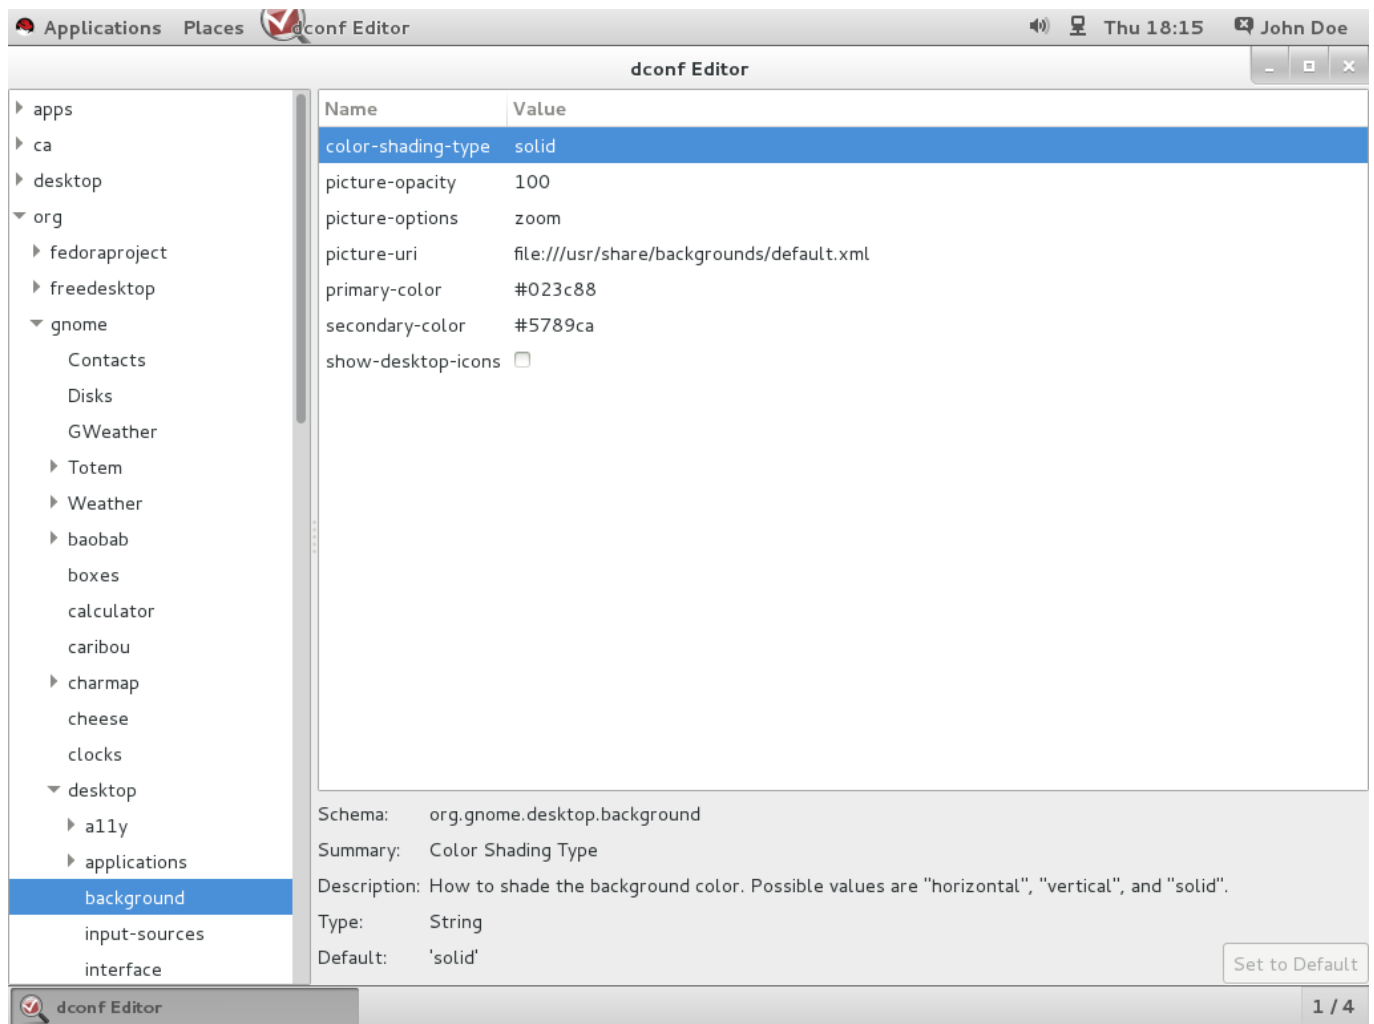 Applications Places dconf Editor Thu 18:15 John Doe
dconf Editor
apps
ca
desktop
org
fedoraproject
freedesktop
gnome
Contacts
Disks
GWeather
Totem
Weather
baobab
boxes
calculator
caribou
charmap
cheese
clocks
desktop
a11y
applications
background
input-sources
interface
Name Value
color-shading-type solid
picture-opacity 100
picture-options zoom
picture-uri file:///usr/share/backgrounds/default.xml
primary-color #023c88
secondary-color #5789ca
show-desktop-icons
Schema: org.gnome.desktop.background
Summary: Color Shading Type
Description: How to shade the background color. Possible values are "horizontal", "vertical", and "solid".
Type: String
Default: 'solid'
Set to Default
dconf Editor 1 / 4